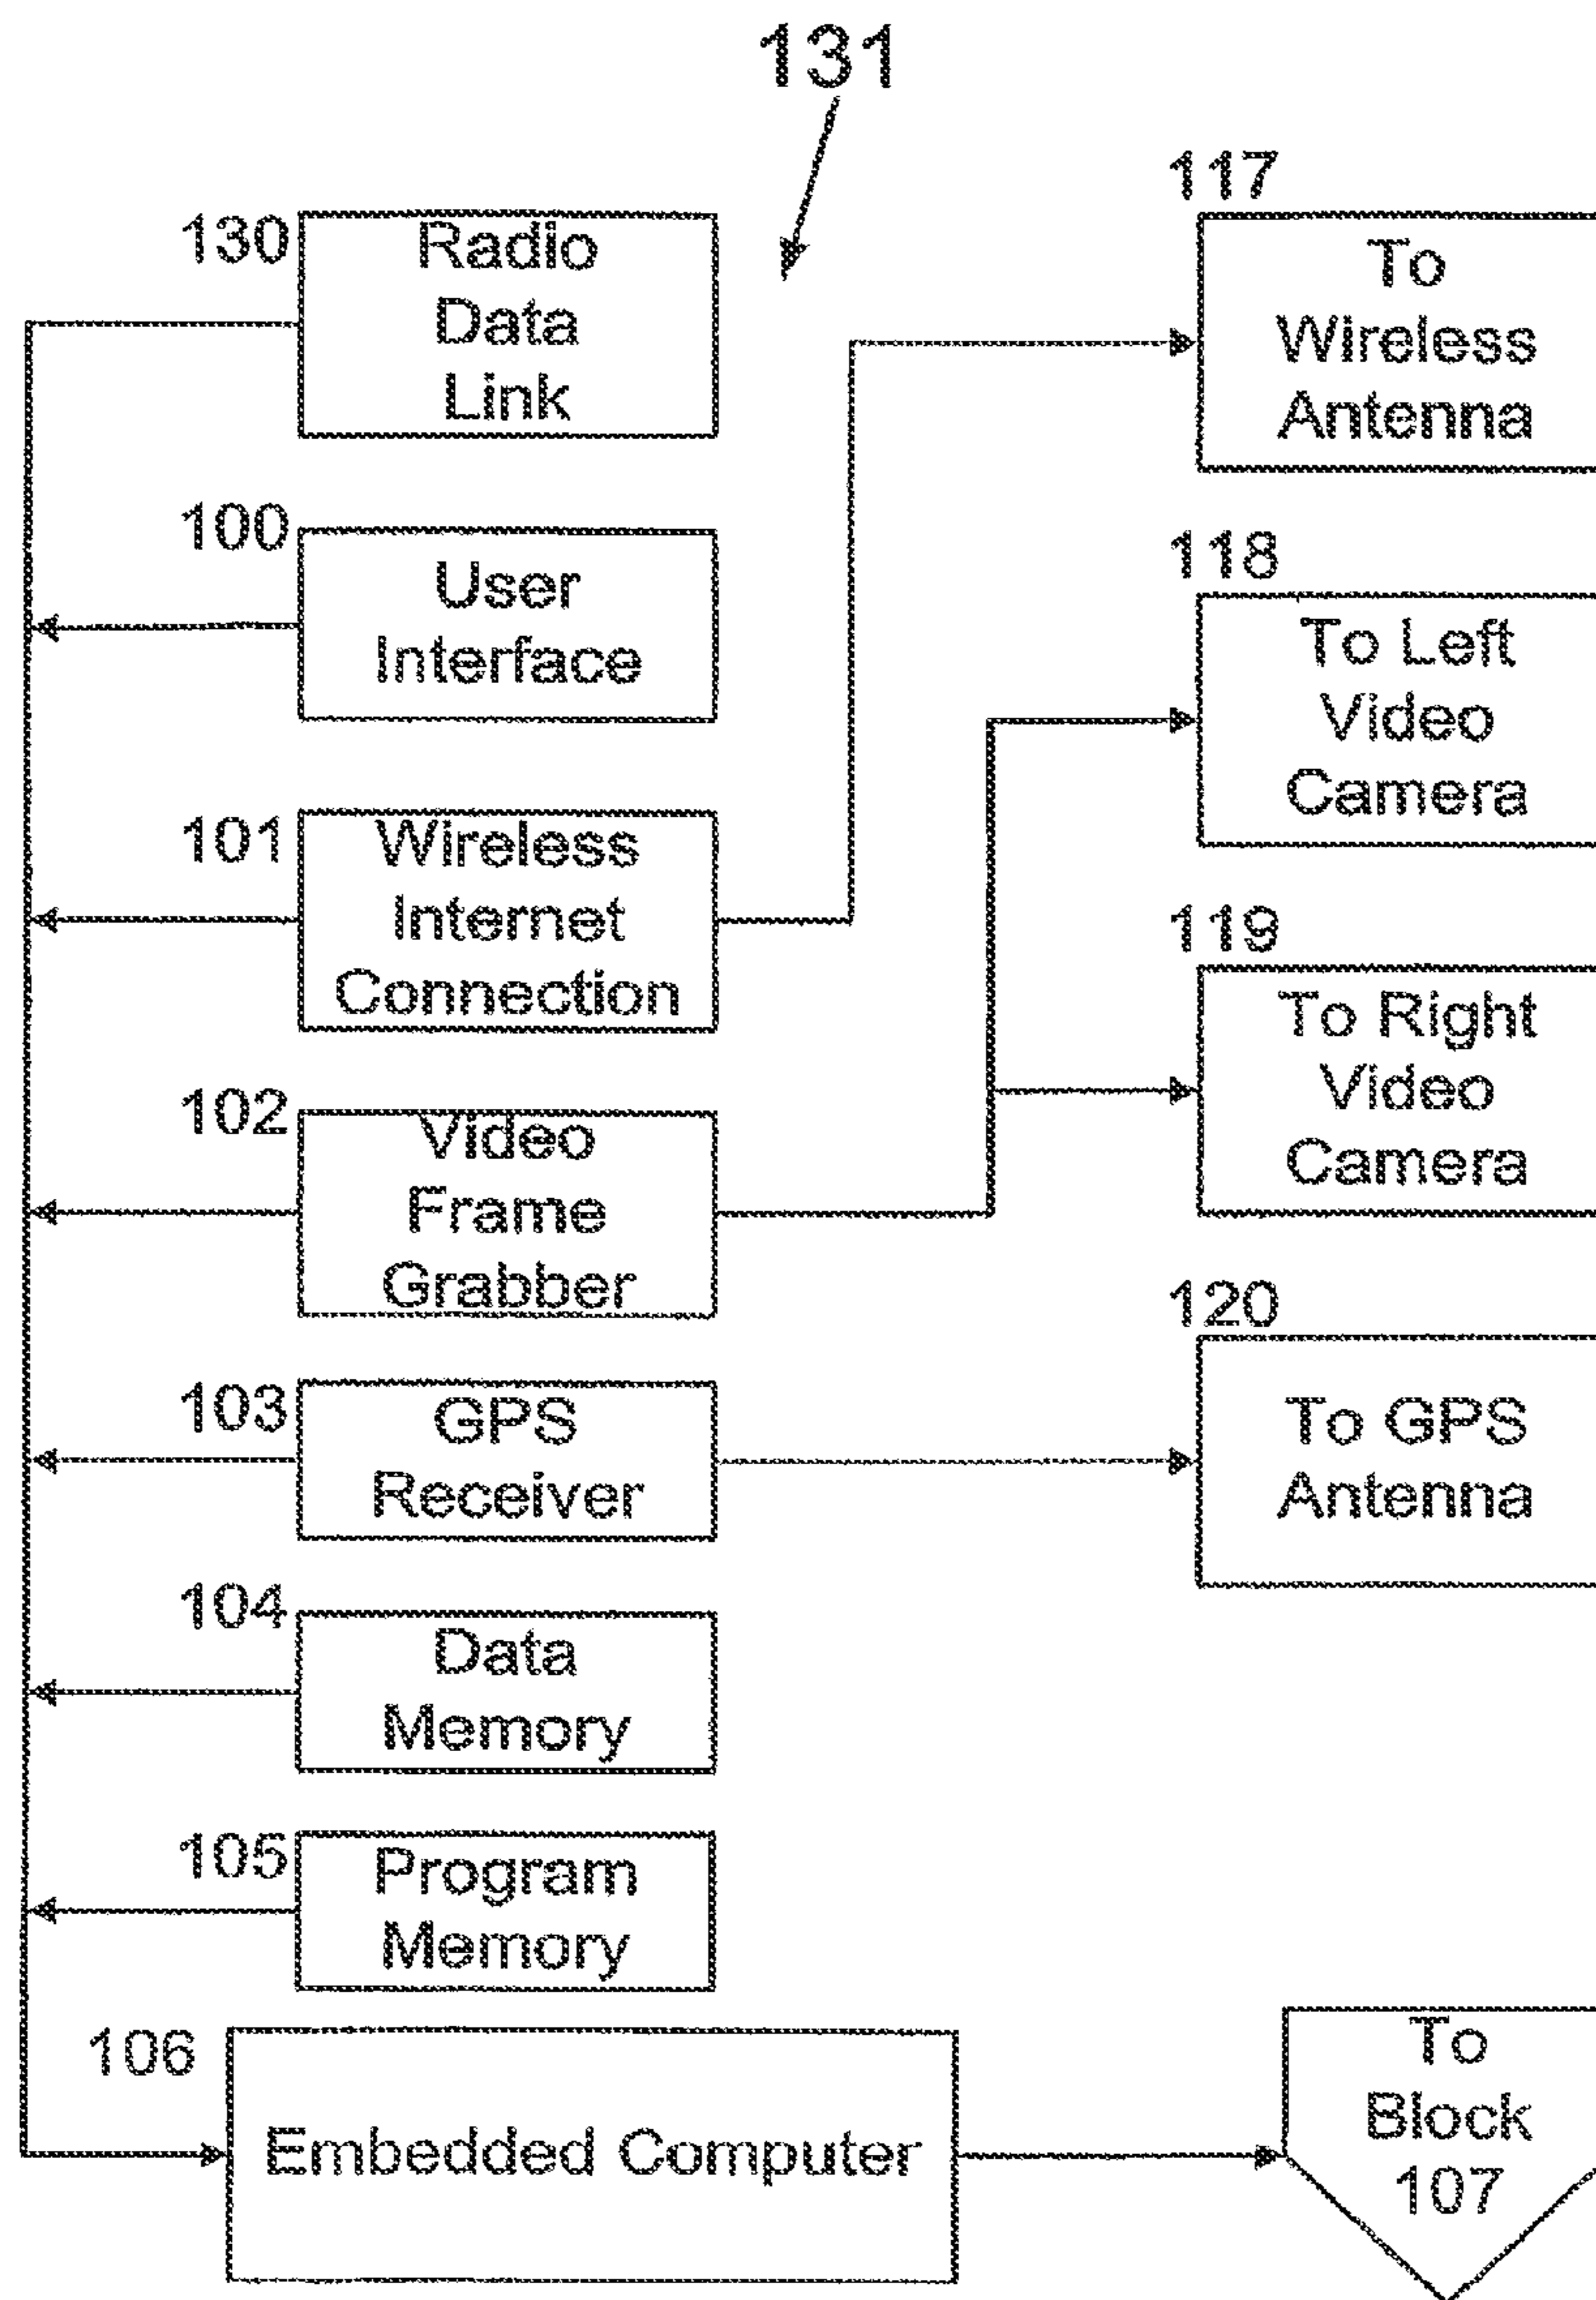 131
130
Radio
Data
Link
100
User
Interface
101
Wireless
Internet
Connection
102
Video
Frame
Grabber
103
GPS
Receiver
104
Data
Memory
105
Program
Memory
106
Embedded Computer
117
To
Wireless
Antenna
118
To Left
Video
Camera
119
To Right
Video
Camera
120
To GPS
Antenna
To
Block
107